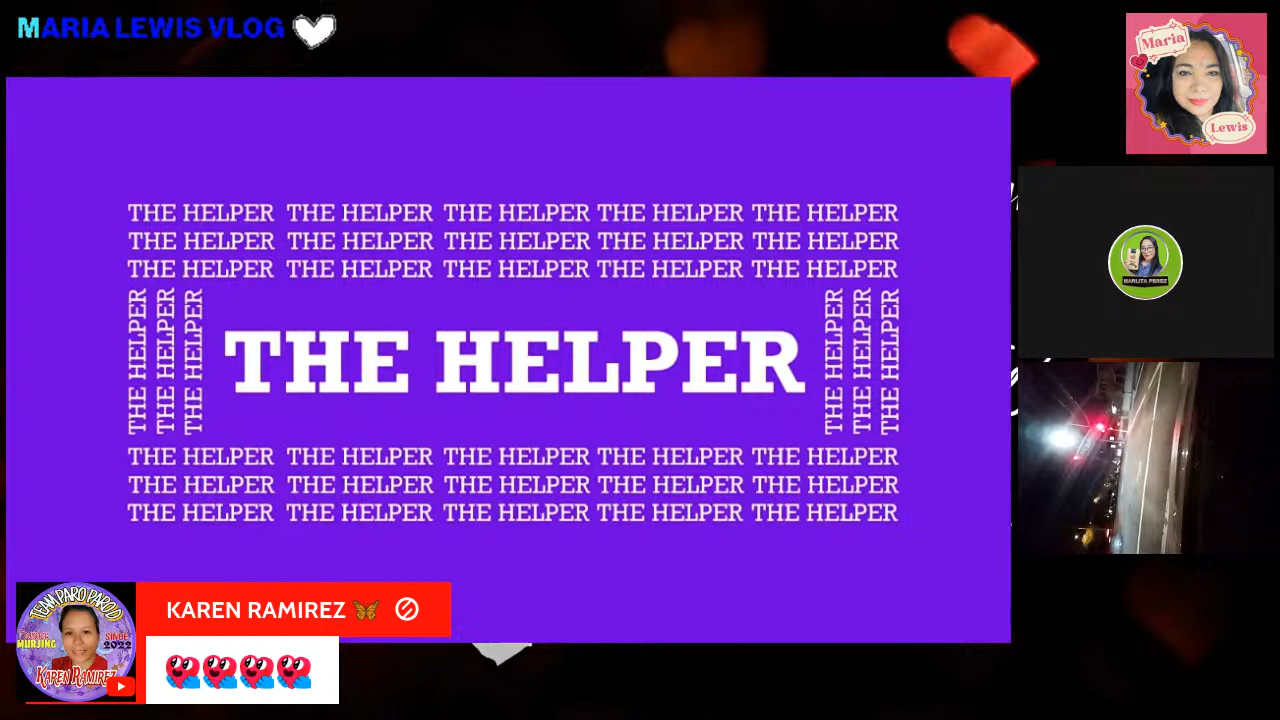 MARIA LEWIS VLOG
Maria
Lewis
THE HELPER THE HELPER THE HELPER THE HELPER THE HELPER
THE HELPER THE HELPER THE HELPER THE HELPER THE HELPER
THE HELPER THE HELPER THE HELPER THE HELPER THE HELPER
THE HELPER
THE HELPER
THE HELPER
THE HELPER
THE HELPER
THE HELPER
THE HELPER
THE HELPER THE HELPER THE HELPER THE HELPER THE HELPER
THE HELPER THE HELPER THE HELPER THE HELPER THE HELPER
THE HELPER THE HELPER THE HELPER THE HELPER THE HELPER
MARLITA PEREZ
KAREN RAMIREZ
TEAM PARO PARO
MURJING
SINCE
2022
KAREN RAMIREZ